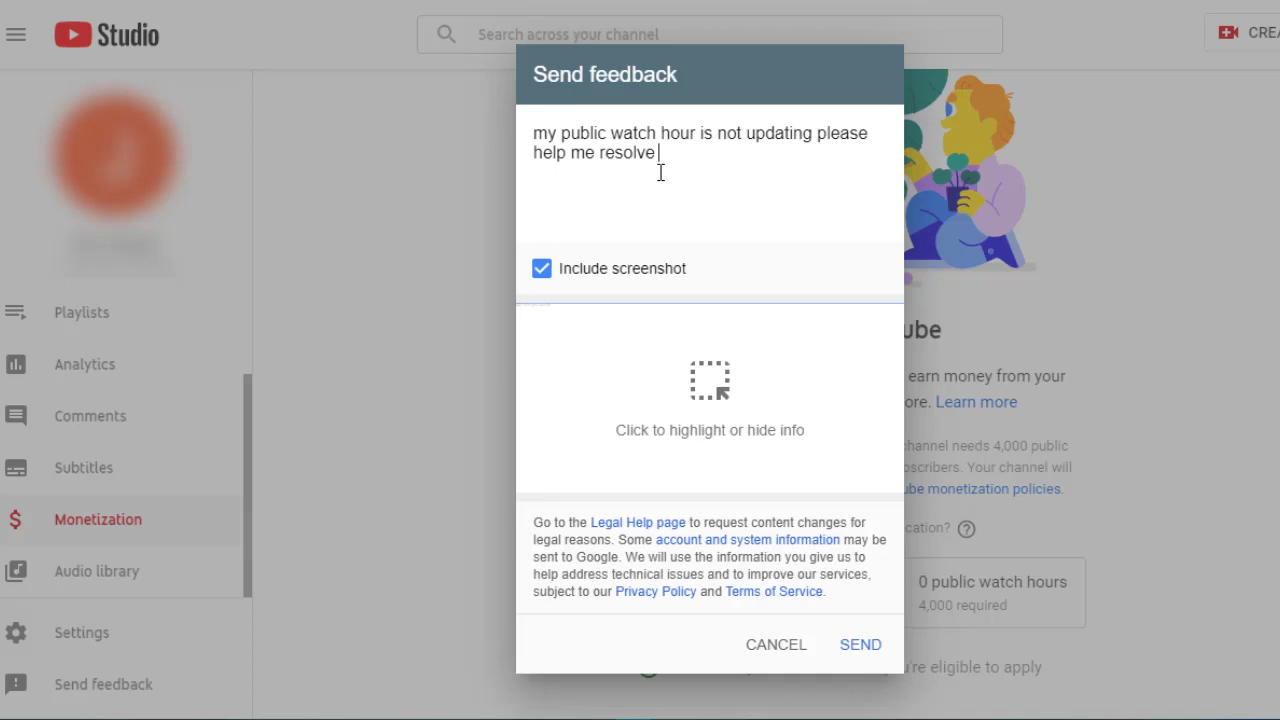 Studio
Search across your channel
CREA
Send feedback
my public watch hour is not updating please
help me resolve
Include screenshot
Click to highlight or hide info
Go to the Legal Help page to request content changes for
legal reasons. Some account and system information may be
sent to Google. We will use the information you give us to
help address technical issues and to improve our services,
subject to our Privacy Policy and Terms of Service.
CANCEL
SEND
Playlists
Analytics
Comments
Subtitles
Monetization
Audio library
Settings
Send feedback
ube
earn money from your
ore. Learn more
channel needs 4,000 public
bscribers. Your channel will
ube monetization policies.
cation?
0 public watch hours
4,000 required
're eligible to apply